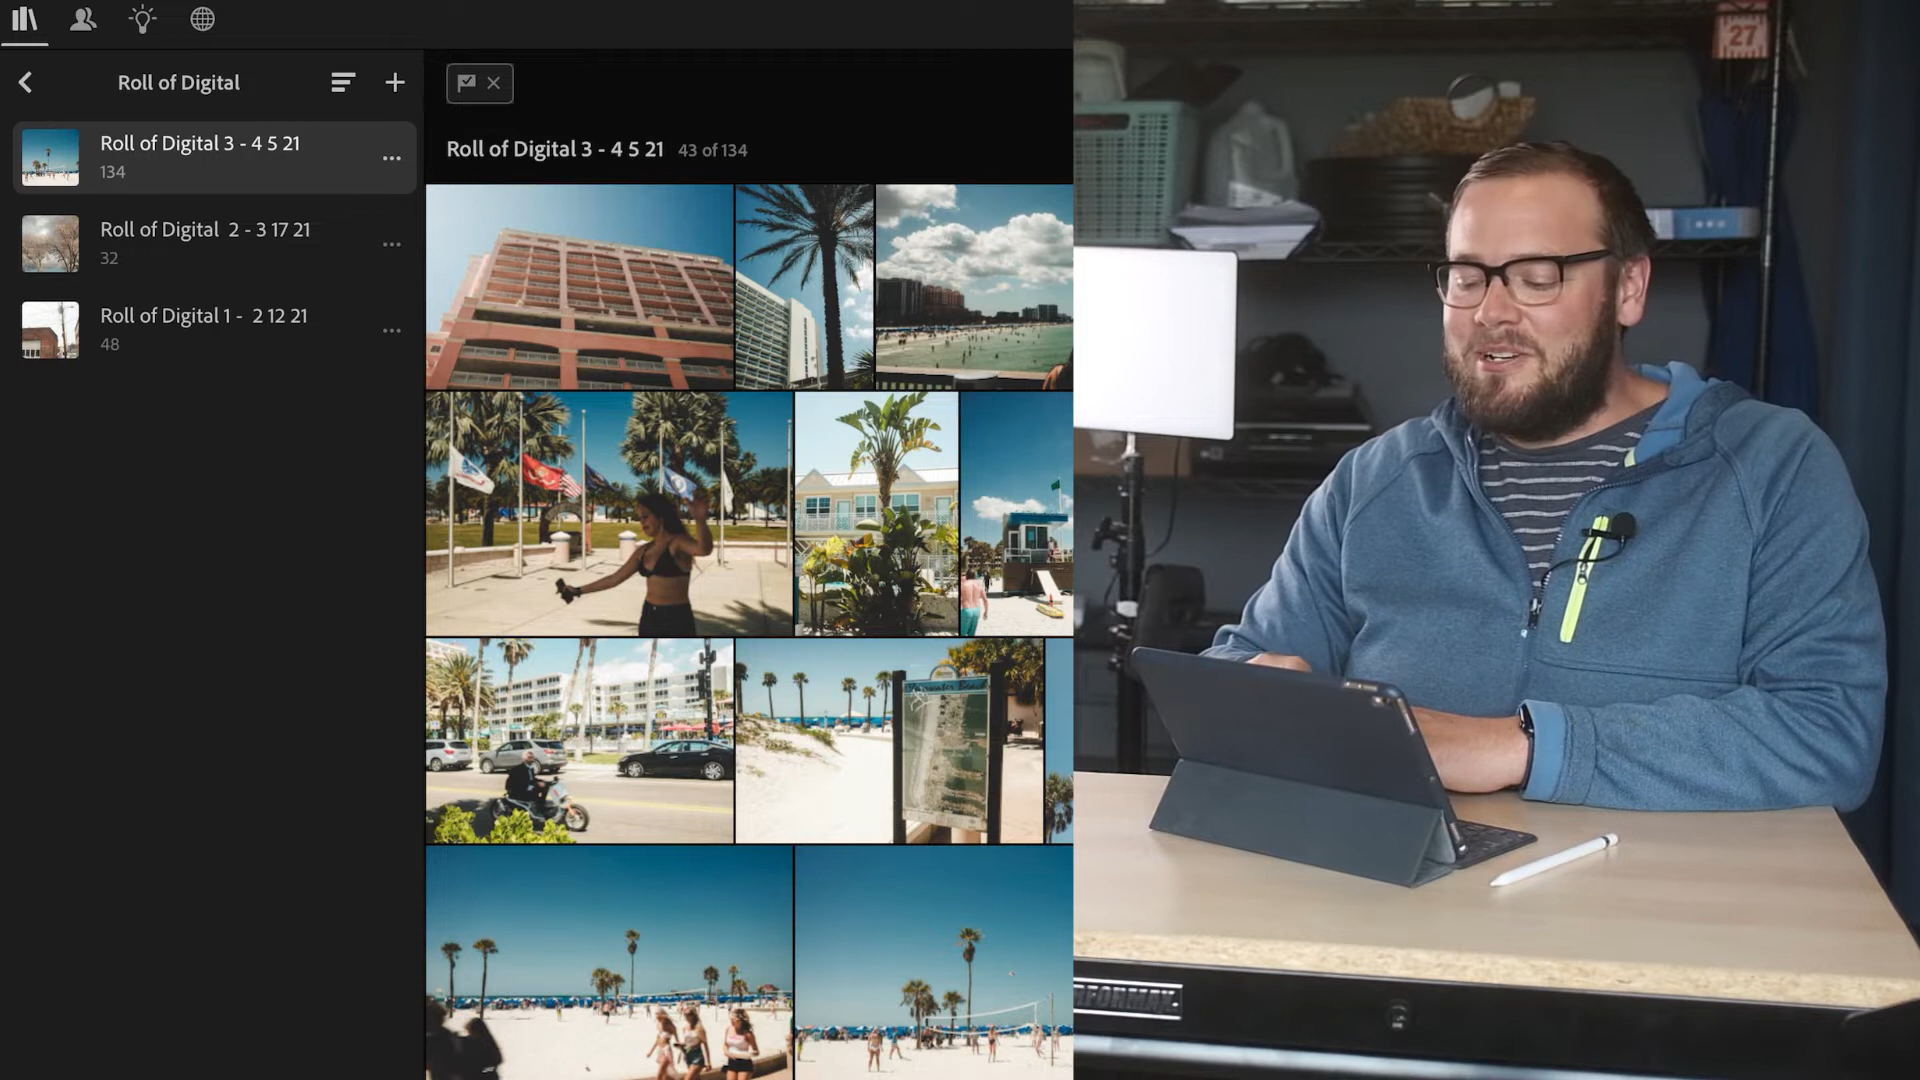 Roll of Digital
Roll of Digital 3 - 4 5 21
134
Roll of Digital 2 - 3 17 21
32
Roll of Digital 1 - 2 12 21
48
Roll of Digital 3 - 4 5 21 43 of 134
27